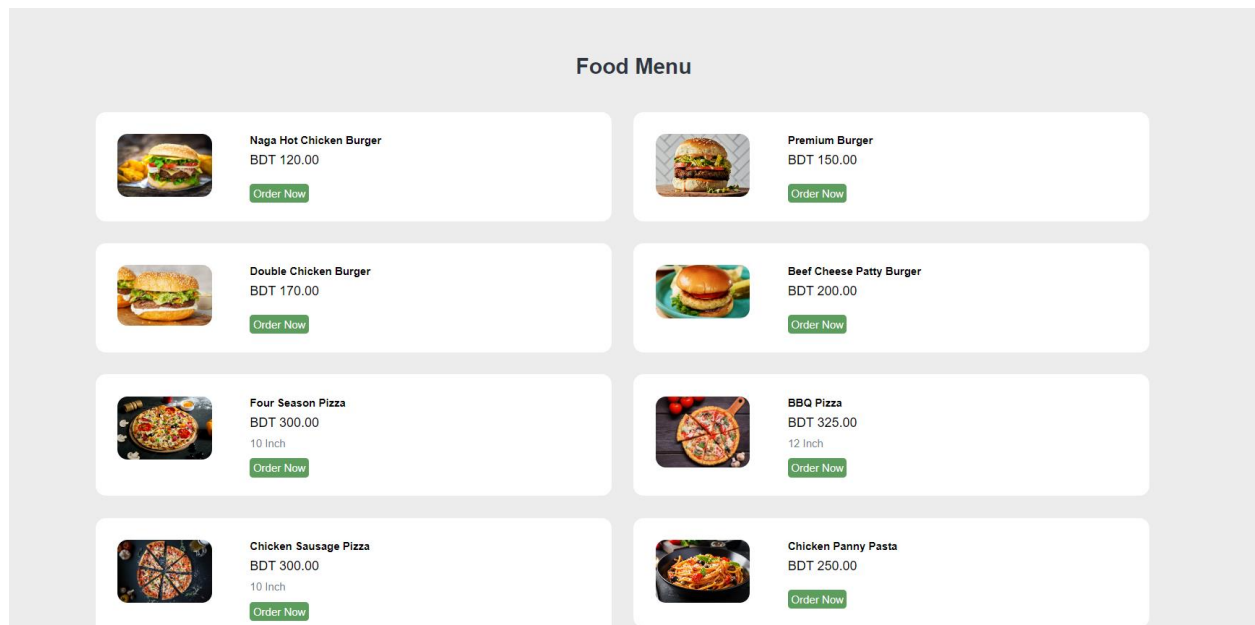 Food Menu
Naga Hot Chicken Burger
BDT 120.00
Order Now
Premium Burger
BDT 150.00
Order Now
Double Chicken Burger
BDT 170.00
Order Now
Beef Cheese Patty Burger
BDT 200.00
Order Now
Four Season Pizza
BDT 300.00
10 Inch
Order Now
BBQ Pizza
BDT 325.00
12 Inch
Order Now
Chicken Sausage Pizza
BDT 300.00
10 Inch
Order Now
Chicken Panny Pasta
BDT 250.00
Order Now